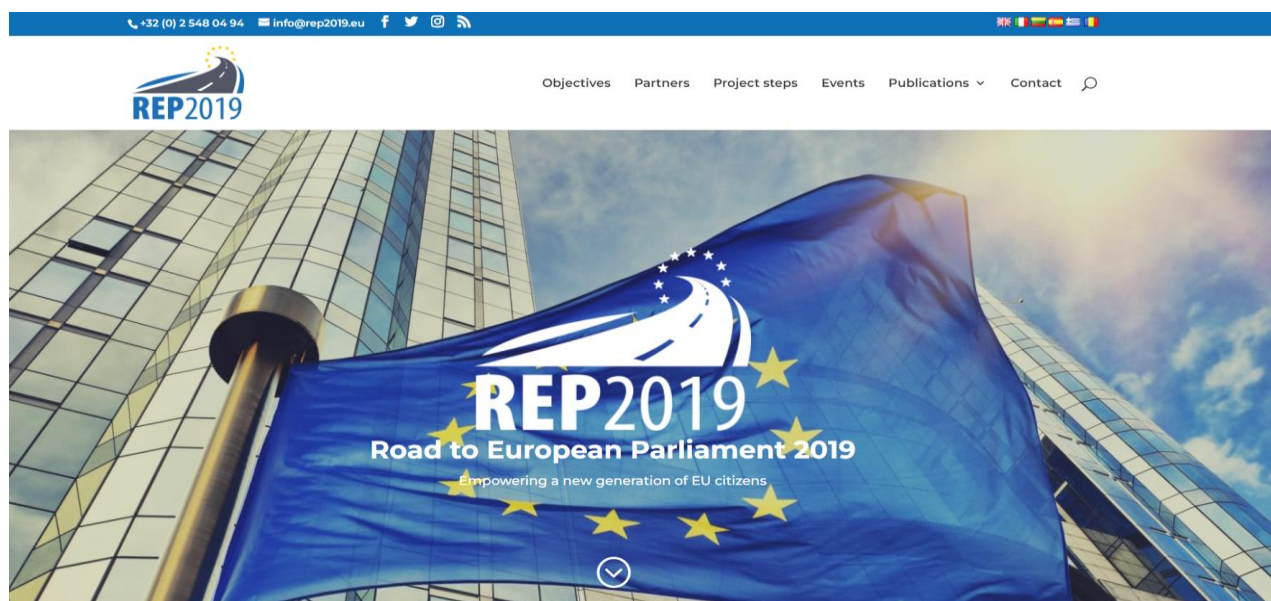 +32 (0) 2 548 04 94 info@rep2019.eu
REP2019
Objectives Partners Project steps Events Publications Contact
REP2019
Road to European Parliament 2019
Empowering a new generation of EU citizens